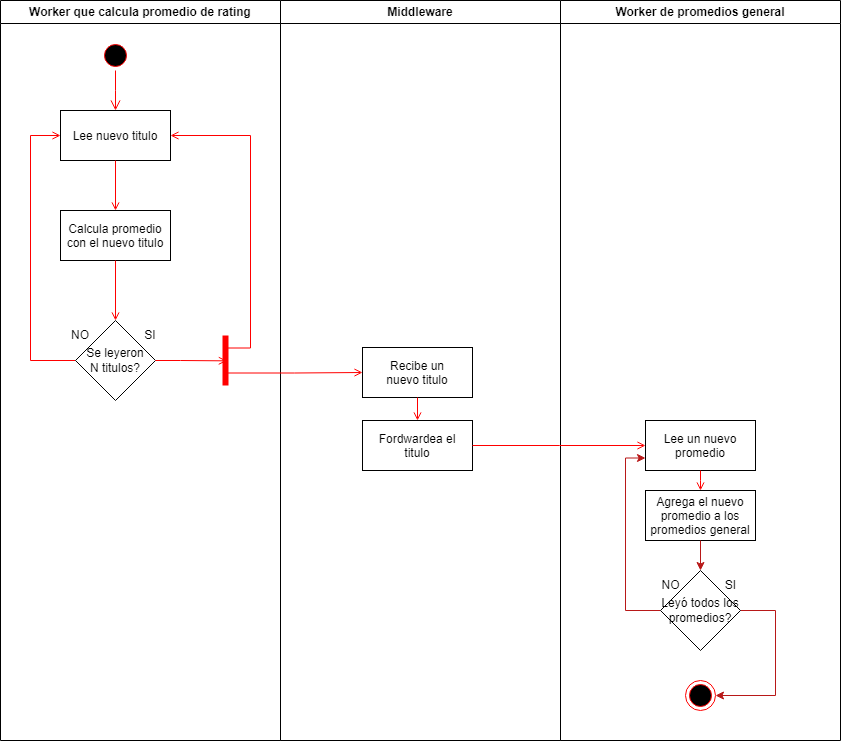 Worker que calcula promedio de rating
Middleware
Worker de promedios general
Lee nuevo titulo
Calcula promedio
con el nuevo titulo
NO
SI
Se leyeron
N titulos?
Recibe un
nuevo titulo
Fordwardea el
titulo
Lee un nuevo
promedio
Agrega el nuevo
promedio a los
promedios general
NO
SI
Leyó todos los
promedios?